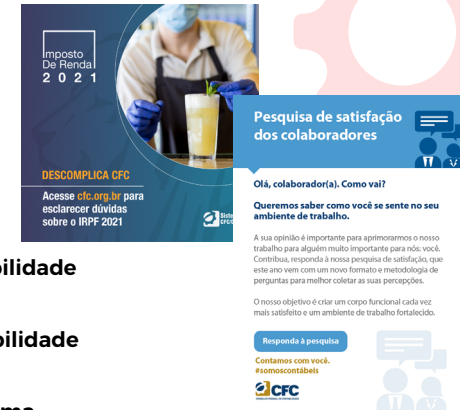 Imposto
De Renda
2021
DESCOMPLICA CFC
Acesse cfc.org.br para
esclarecer dúvidas
sobre o IRPF 2021
Pesquisa de satisfação
dos colaboradores
Olá, colaborador(a). Como vai?
Queremos saber como você se sente no seu
ambiente de trabalho.
A sua opinião é importante para aprimorarmos o nosso
trabalho para alguém muito importante para nós: você.
Contribua, responda à nossa pesquisa de satisfação, que
este ano vem com um novo formato e metodologia de
perguntas para melhor coletar as suas percepções.
O nosso objetivo é criar um corpo funcional cada vez
mais satisfeito e um ambiente de trabalho fortalecido.
Responda à pesquisa
Contamos com você.
#somoscontábeis
CFC
bilidade
bilidade